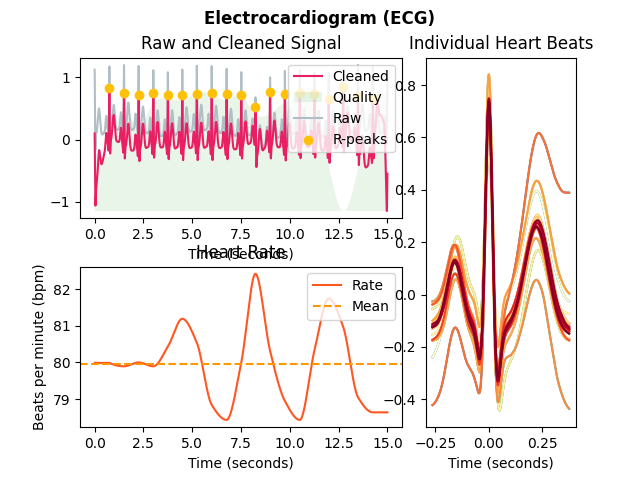 Electrocardiogram (ECG)
Raw and Cleaned Signal
1
0
−1
Cleaned
Quality
Raw
R-peaks
0.0 2.5 5.0 7.5 10.0 12.5 15.0
Time (seconds)
Heart Rate
Beats per minute (bpm)
82
81
80
79
Rate
Mean
0.0 2.5 5.0 7.5 10.0 12.5 15.0
Time (seconds)
Individual Heart Beats
0.8
0.6
0.4
0.2
0.0
−0.2
−0.4
−0.25 0.00 0.25
Time (seconds)